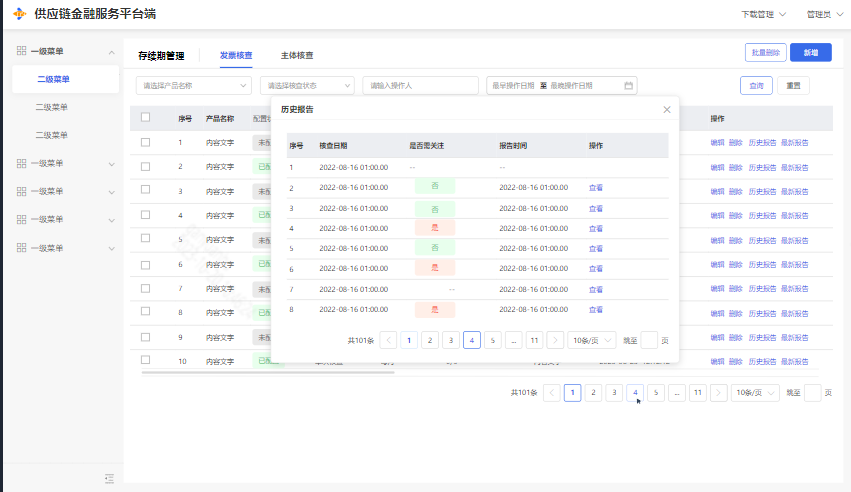 供应链金融服务平台端
下载管理 管理员
一级菜单
二级菜单
二级菜单
二级菜单
一级菜单
一级菜单
一级菜单
一级菜单
存续期管理 发票核查 主体核查 批量删除 新增
请选择产品名称 请选择核查状态 请输入操作人 最早操作日期 至 最晚操作日期 查询 重置
序号 产品名称 操作
1 内容文字 编辑 删除 历史报告 最新报告
2 内容文字 编辑 删除 历史报告 最新报告
3 内容文字 编辑 删除 历史报告 最新报告
4 内容文字 编辑 删除 历史报告 最新报告
5 内容文字 编辑 删除 历史报告 最新报告
6 内容文字 编辑 删除 历史报告 最新报告
7 内容文字 编辑 删除 历史报告 最新报告
8 内容文字 编辑 删除 历史报告 最新报告
9 内容文字 编辑 删除 历史报告 最新报告
10 内容文字 编辑 删除 历史报告 最新报告
历史报告
序号 核查日期 是否需关注 报告时间 操作
1 2022-08-16 01:00.00 -- --
2 2022-08-16 01:00.00 否 2022-08-16 01:00.00 查看
3 2022-08-16 01:00.00 否 2022-08-16 01:00.00 查看
4 2022-08-16 01:00.00 是 2022-08-16 01:00.00 查看
5 2022-08-16 01:00.00 否 2022-08-16 01:00.00 查看
6 2022-08-16 01:00.00 是 2022-08-16 01:00.00 查看
7 2022-08-16 01:00.00 -- 2022-08-16 01:00.00 查看
8 2022-08-16 01:00.00 是 2022-08-16 01:00.00 查看
共101条 1 2 3 4 5 ... 11 10条/页 跳至 页
共101条 1 2 3 4 5 ... 11 10条/页 跳至 页